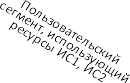 Пользовательский
сегмент, использующий
ресурсы ИС1, ИС2